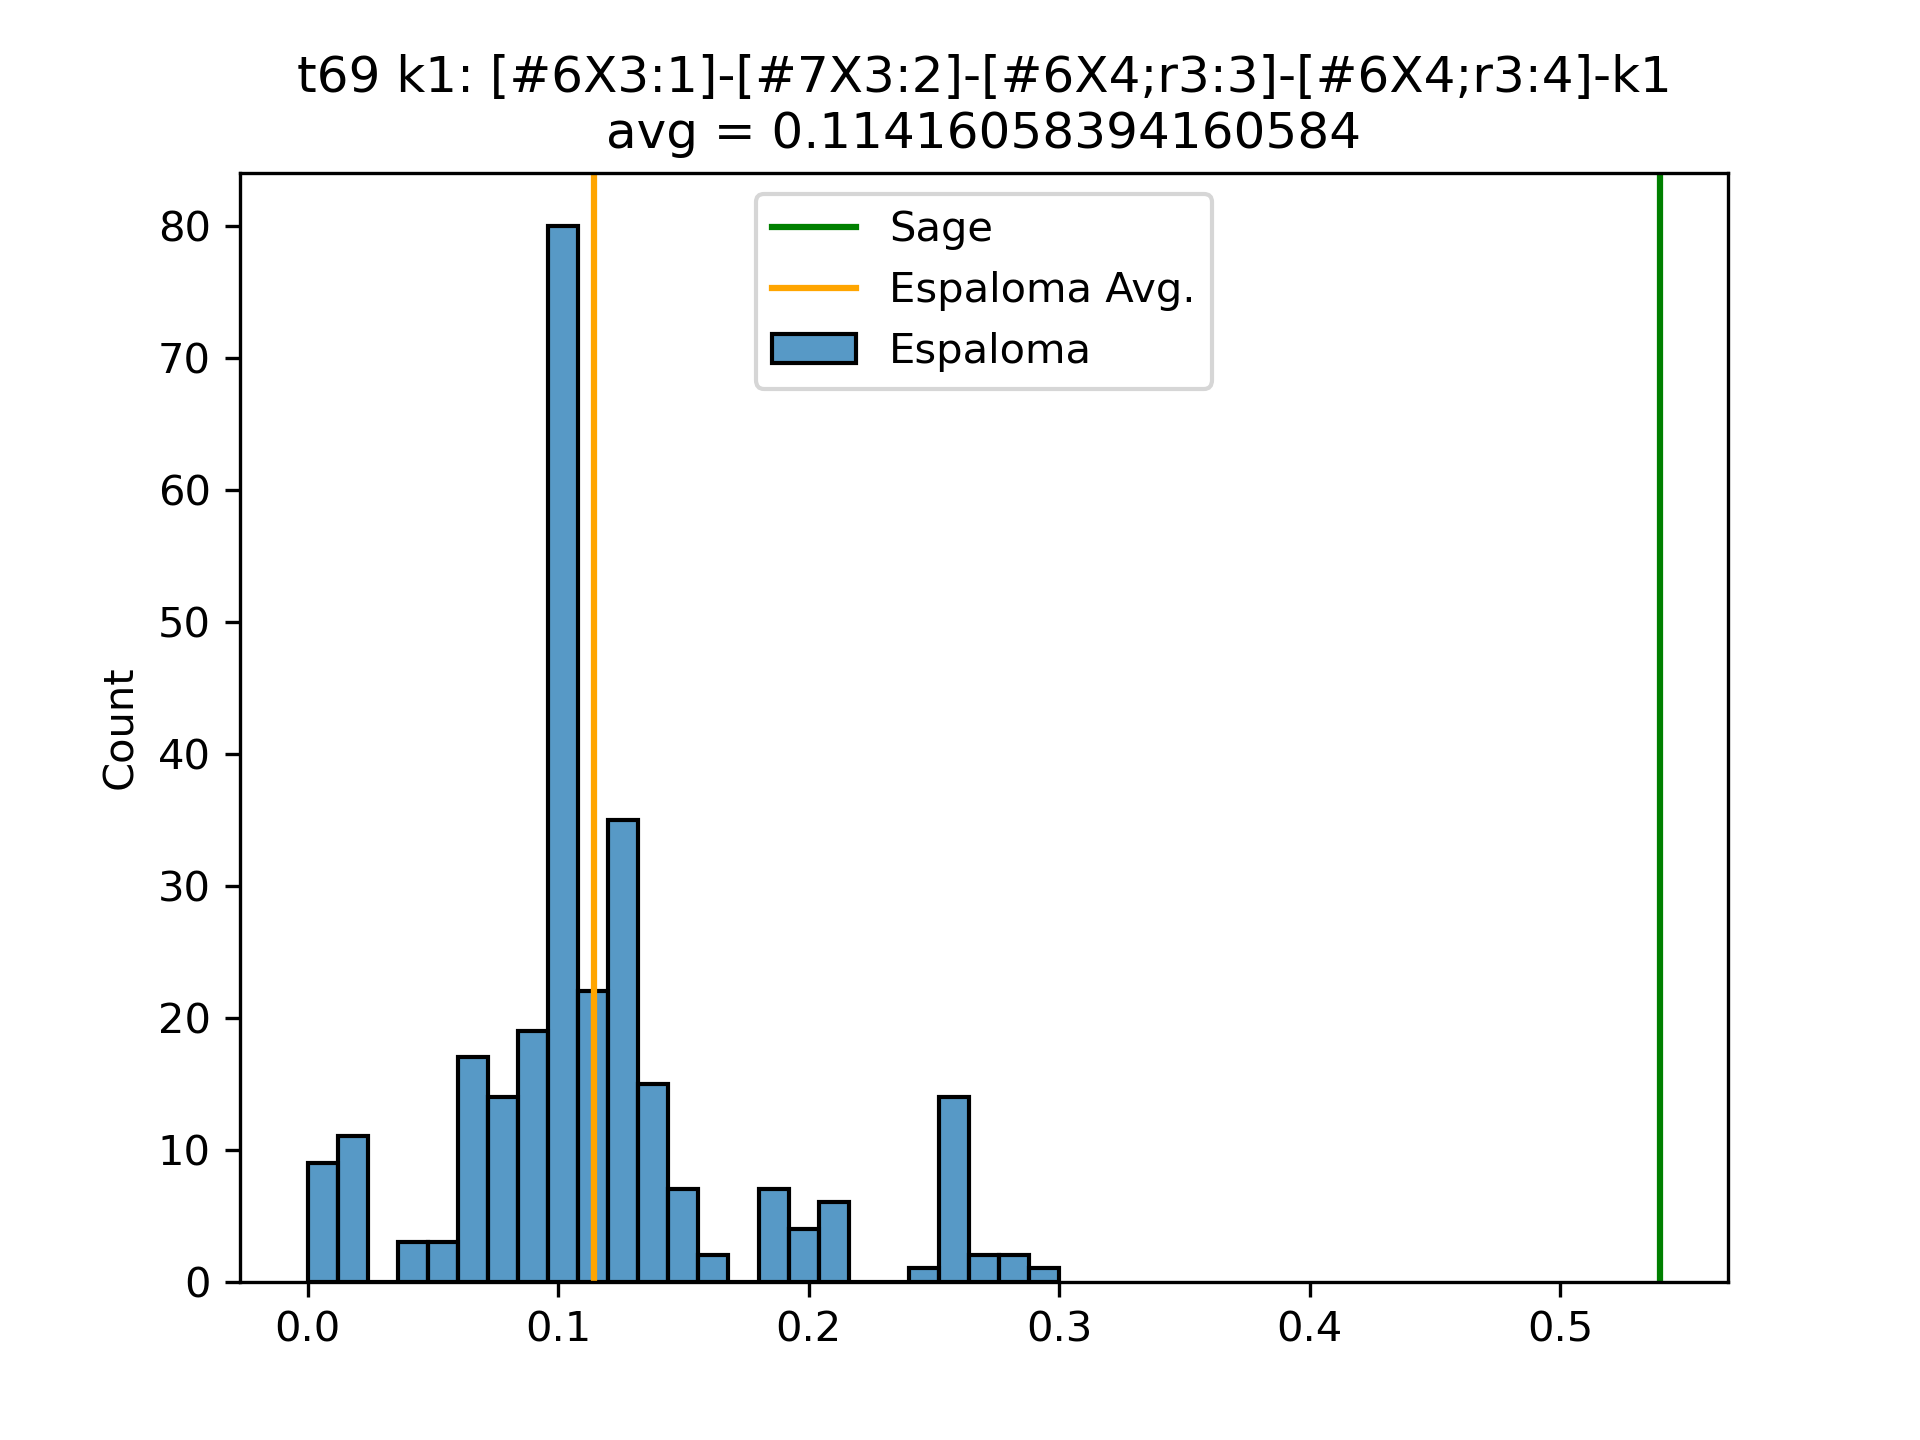 t69 k1: [#6X3:1]-[#7X3:2]-[#6X4;r3:3]-[#6X4;r3:4]-k1
avg = 0.11416058394160584
Sage
Espaloma Avg.
Espaloma
80
70
60
50
40
30
20
10
0
Count
0.0 0.1 0.2 0.3 0.4 0.5